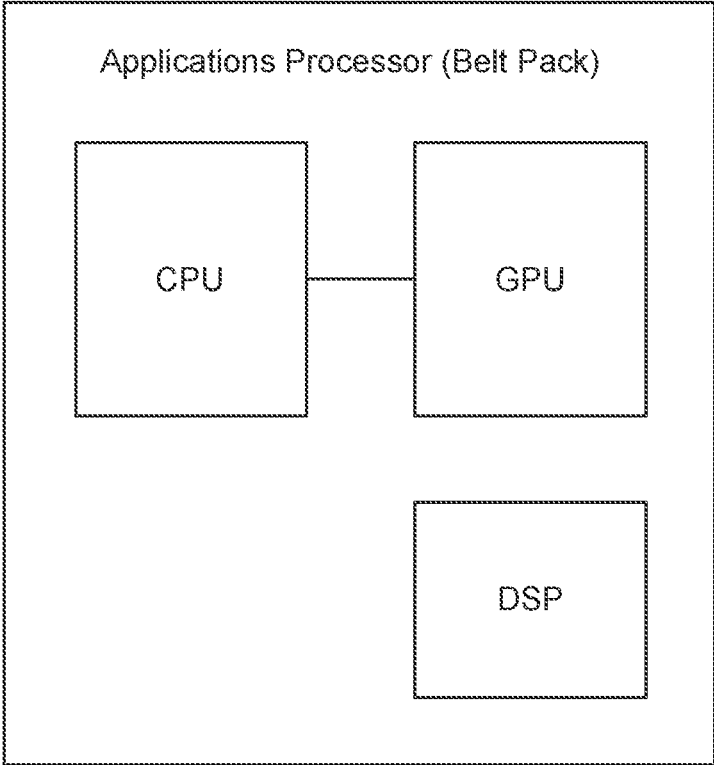 Applications Processor (Belt Pack)
CPU
GPU
DSP